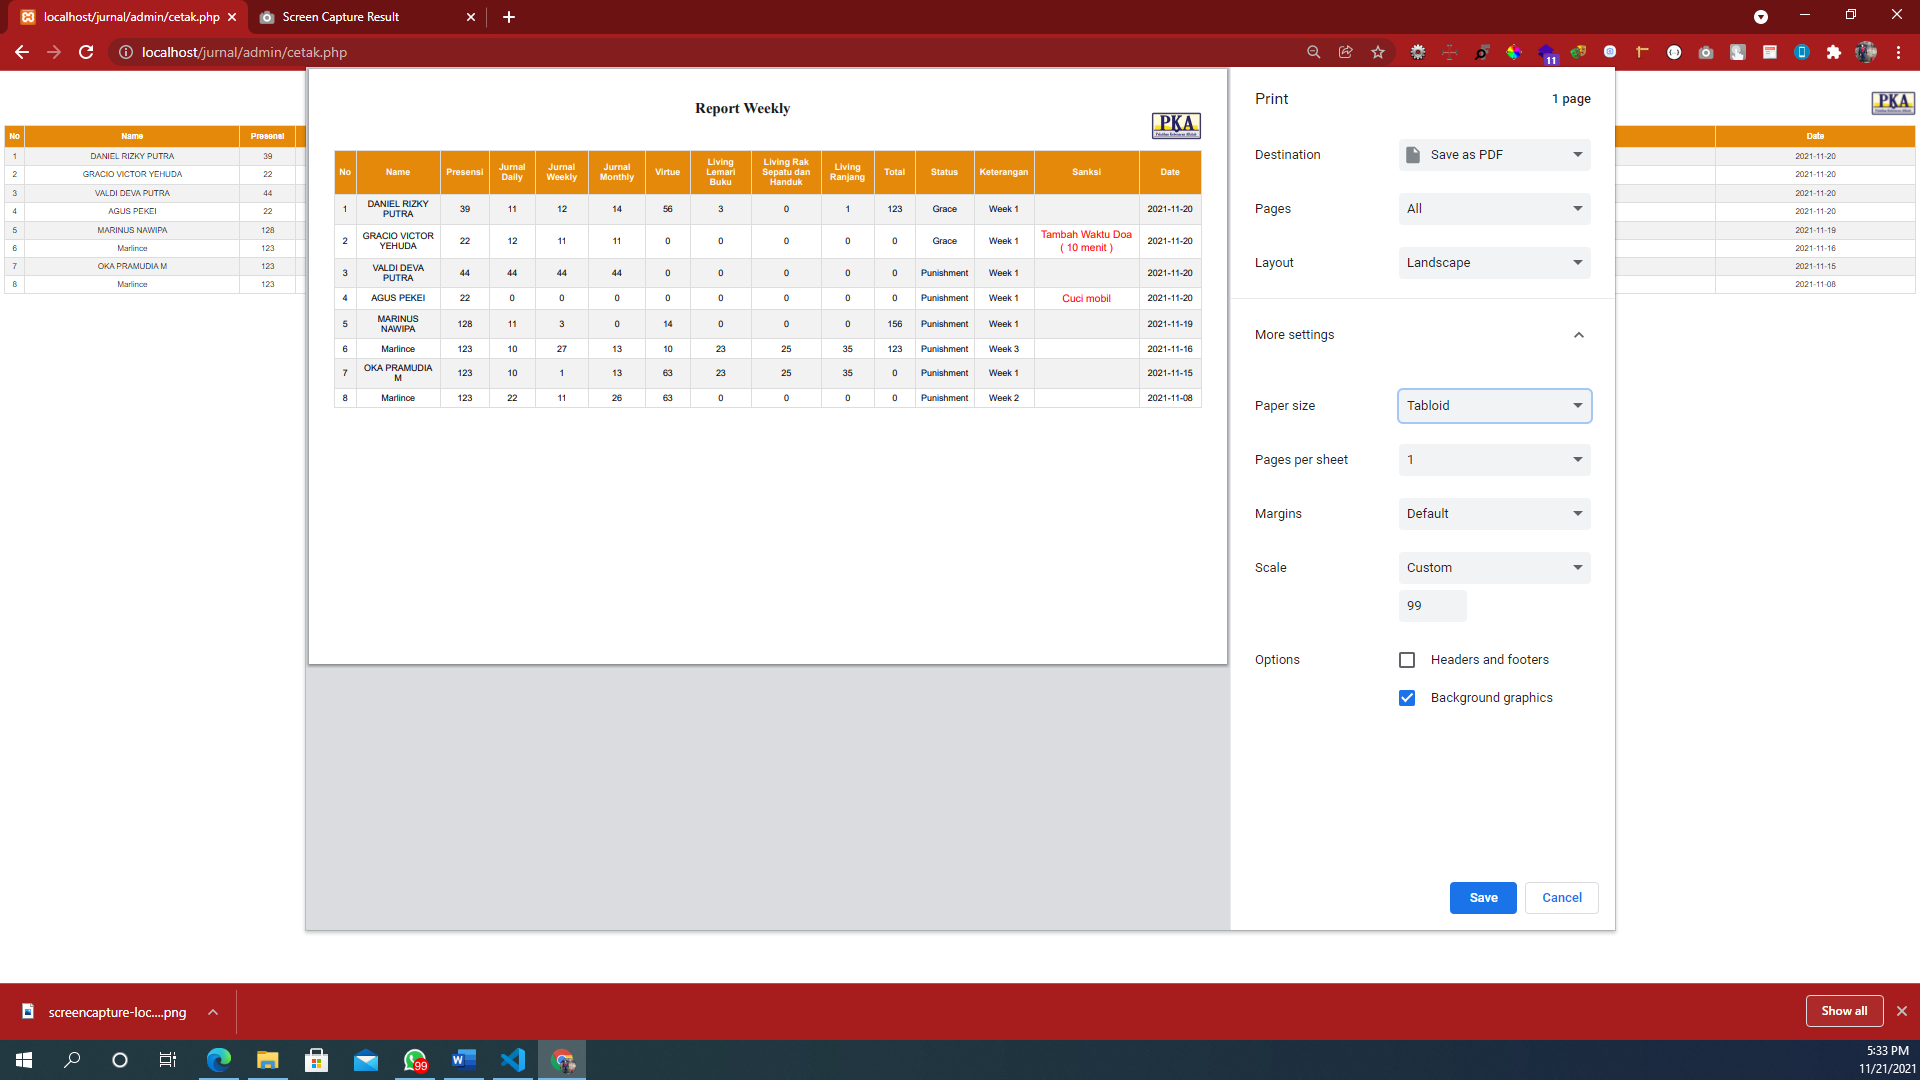 localhost/jurnal/admin/cetak.php
Screen Capture Result
localhost/jurnal/admin/cetak.php
11
No Name Presensi
1 DANIEL RIZKY PUTRA 39
2 GRACIO VICTOR YEHUDA 22
3 VALDI DEVA PUTRA 44
4 AGUS PEKEI 22
5 MARINUS NAWIPA 128
6 Marlince 123
7 OKA PRAMUDIA M 123
8 Marlince 123
Report Weekly
PKA
No Name Presensi Jurnal Daily Jurnal Weekly Jurnal Monthly Virtue Living Lemari Buku Living Rak Sepatu dan Handuk Living Ranjang Total Status Keterangan Sanksi Date
1 DANIEL RIZKY PUTRA 39 11 12 14 56 3 0 1 123 Grace Week 1 2021-11-20
2 GRACIO VICTOR YEHUDA 22 12 11 11 0 0 0 0 0 Grace Week 1 Tambah Waktu Doa ( 10 menit ) 2021-11-20
3 VALDI DEVA PUTRA 44 44 44 44 0 0 0 0 0 Punishment Week 1 2021-11-20
4 AGUS PEKEI 22 0 0 0 0 0 0 0 0 Punishment Week 1 Cuci mobil 2021-11-20
5 MARINUS NAWIPA 128 11 3 0 14 0 0 0 156 Punishment Week 1 2021-11-19
6 Marlince 123 10 27 13 10 23 25 35 123 Punishment Week 3 2021-11-16
7 OKA PRAMUDIA M 123 10 1 13 63 23 25 35 0 Punishment Week 1 2021-11-15
8 Marlince 123 22 11 26 63 0 0 0 0 Punishment Week 2 2021-11-08
Print 1 page
Destination Save as PDF
Pages All
Layout Landscape
More settings
Paper size Tabloid
Pages per sheet 1
Margins Default
Scale Custom
99
Options Headers and footers
Background graphics
Save Cancel
PKA
Date
2021-11-20
2021-11-20
2021-11-20
2021-11-20
2021-11-19
2021-11-16
2021-11-15
2021-11-08
screencapture-loc....png
Show all
99
5:33 PM
11/21/2021